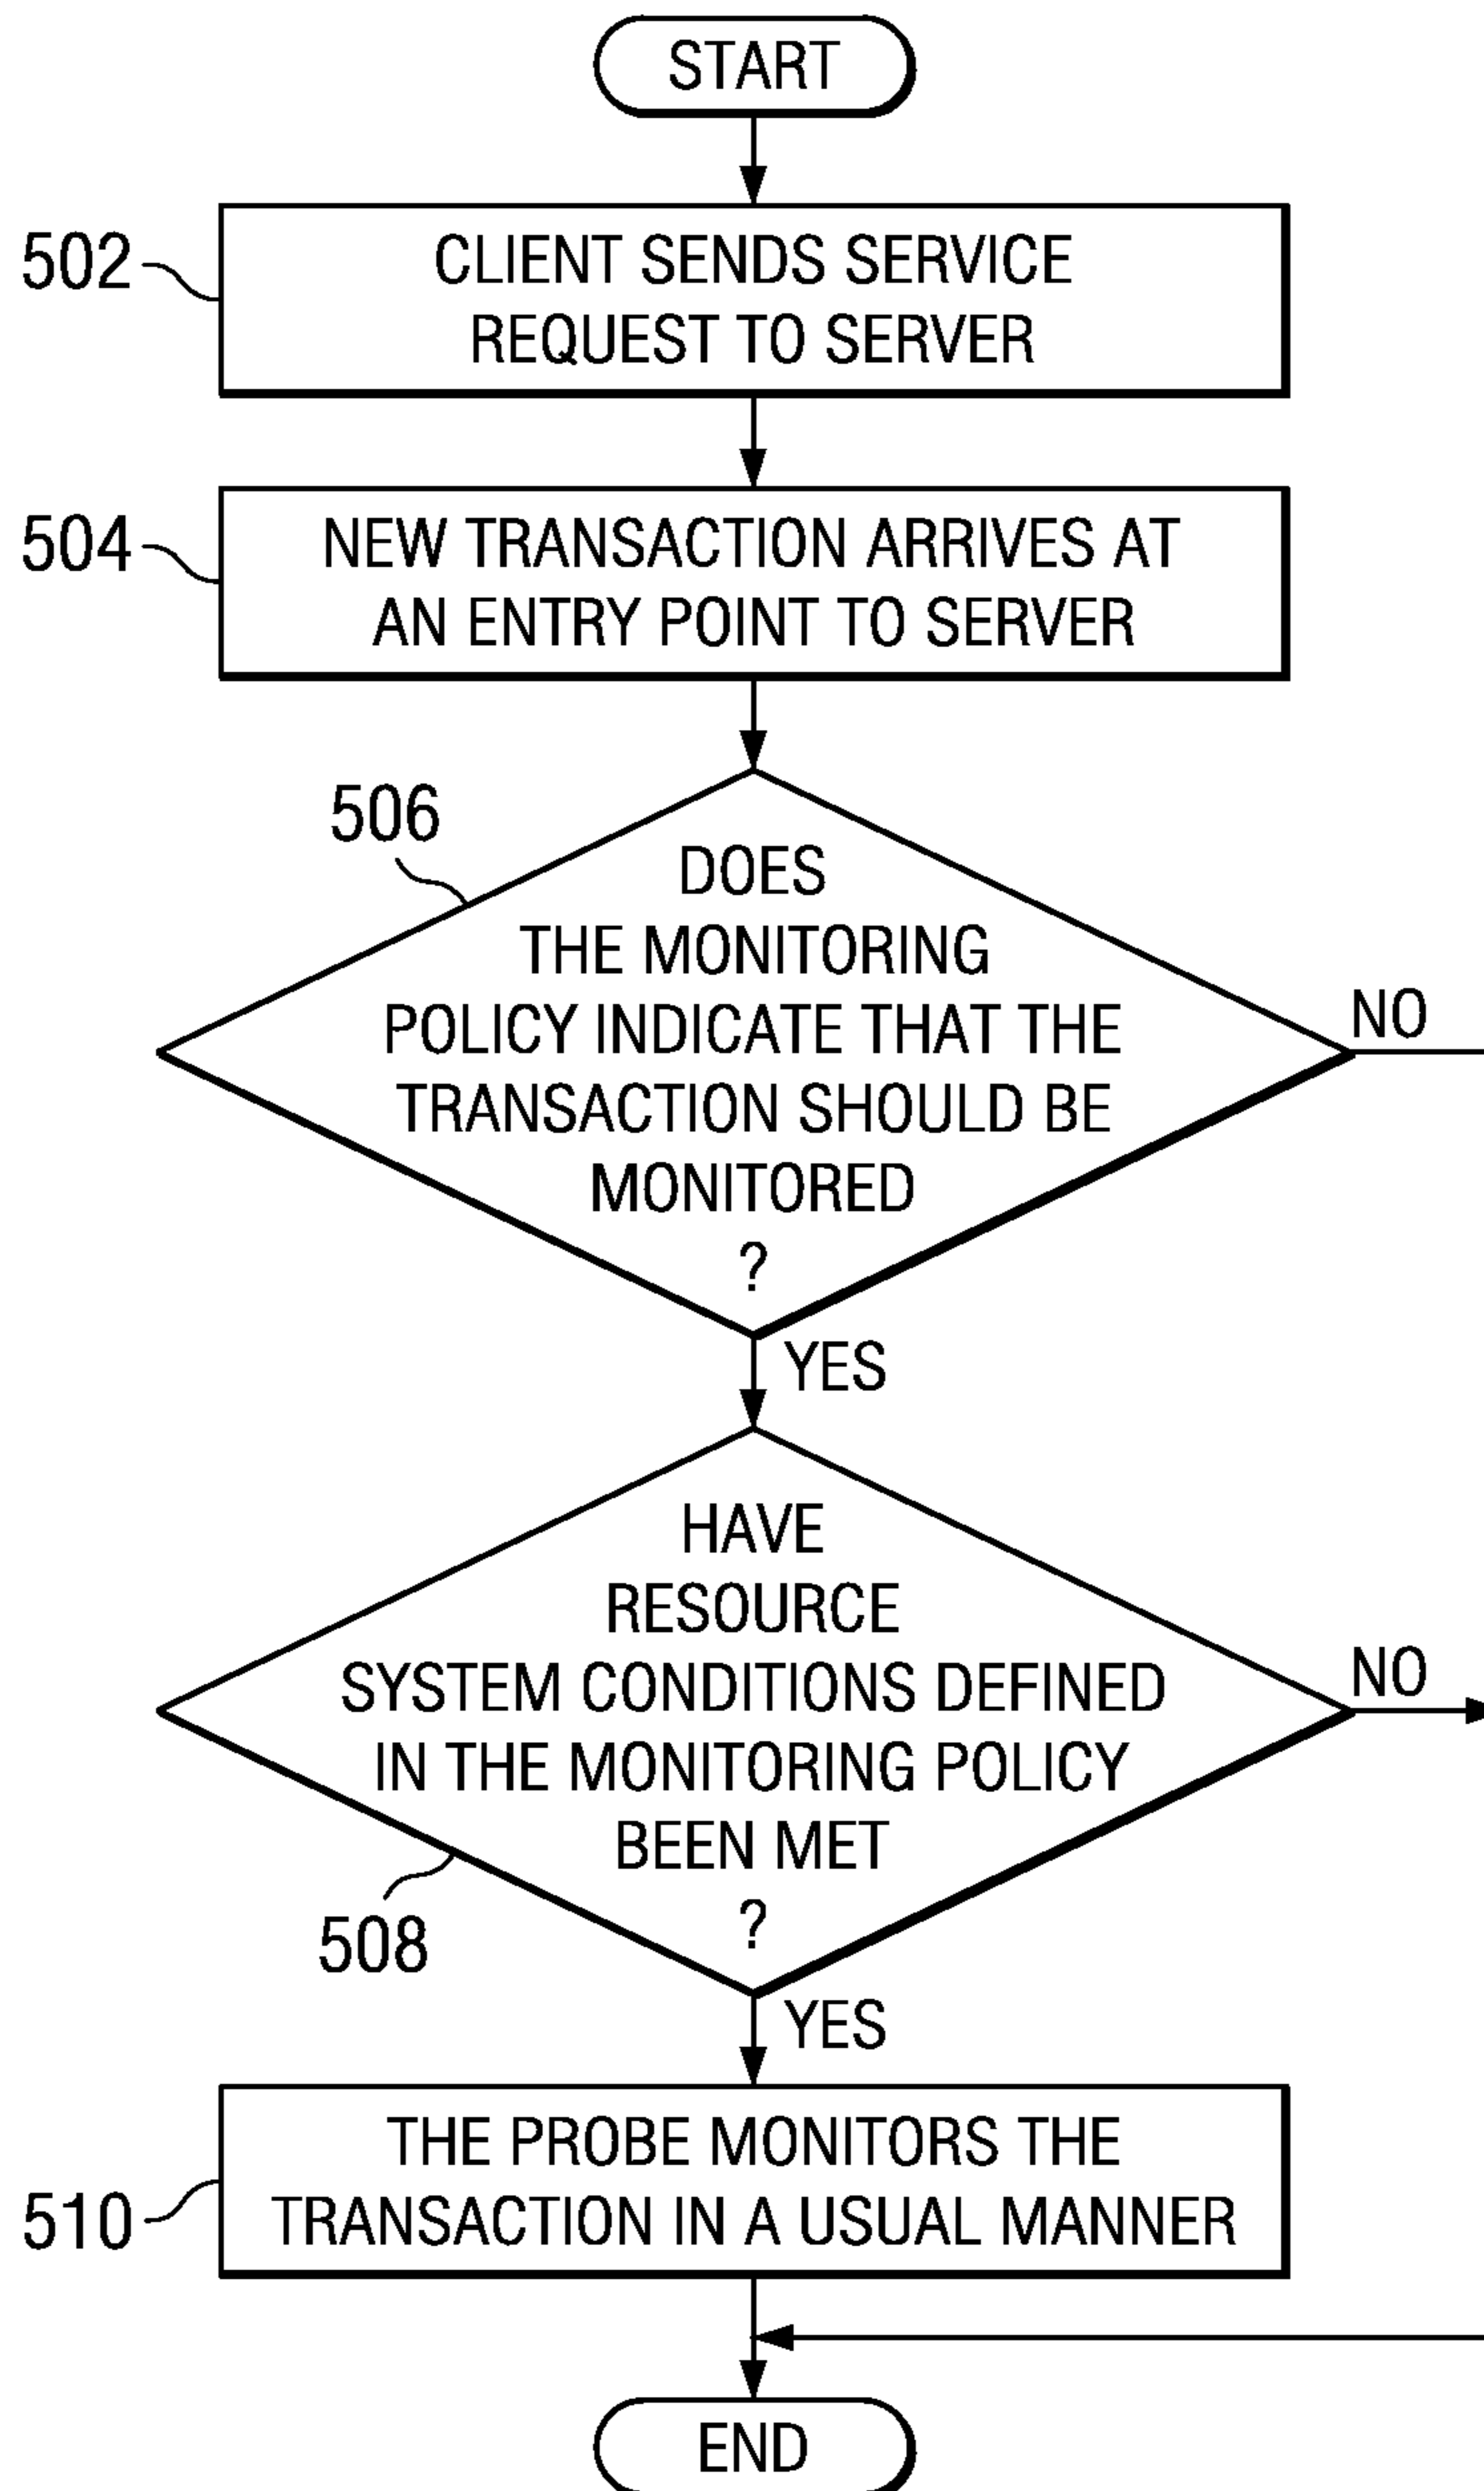 START
502
CLIENT SENDS SERVICE
REQUEST TO SERVER
504
NEW TRANSACTION ARRIVES AT
AN ENTRY POINT TO SERVER
506
DOES
THE MONITORING
POLICY INDICATE THAT THE
TRANSACTION SHOULD BE
MONITORED
?
NO
YES
HAVE
RESOURCE
SYSTEM CONDITIONS DEFINED
IN THE MONITORING POLICY
BEEN MET
?
NO
508
YES
THE PROBE MONITORS THE
TRANSACTION IN A USUAL MANNER
510
END